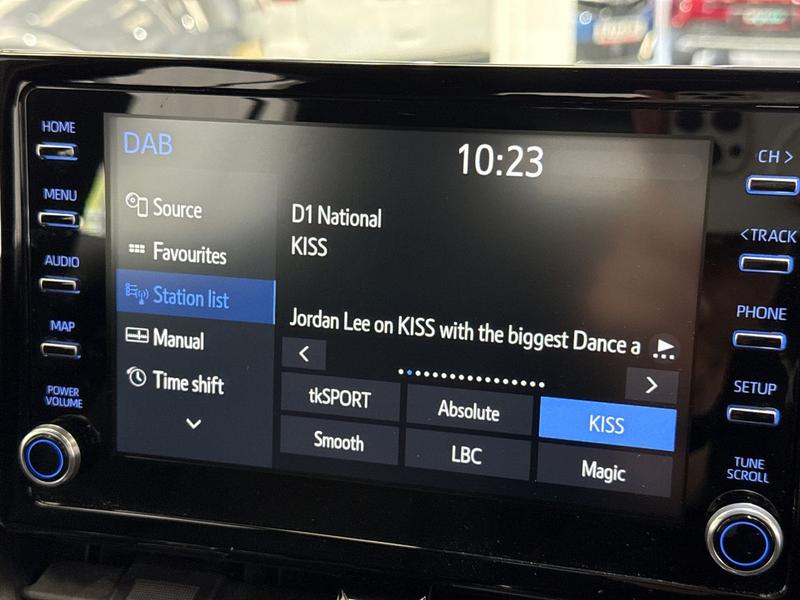 HOME
MENU
AUDIO
MAP
POWER
VOLUME
DAB
10:23
Source
Favourites
Station list
Manual
Time shift
D1 National
KISS
Jordan Lee on KISS with the biggest Dance a
tkSPORT
Absolute
KISS
Smooth
LBC
Magic
CH >
< TRACK
PHONE
SETUP
TUNE
SCROLL